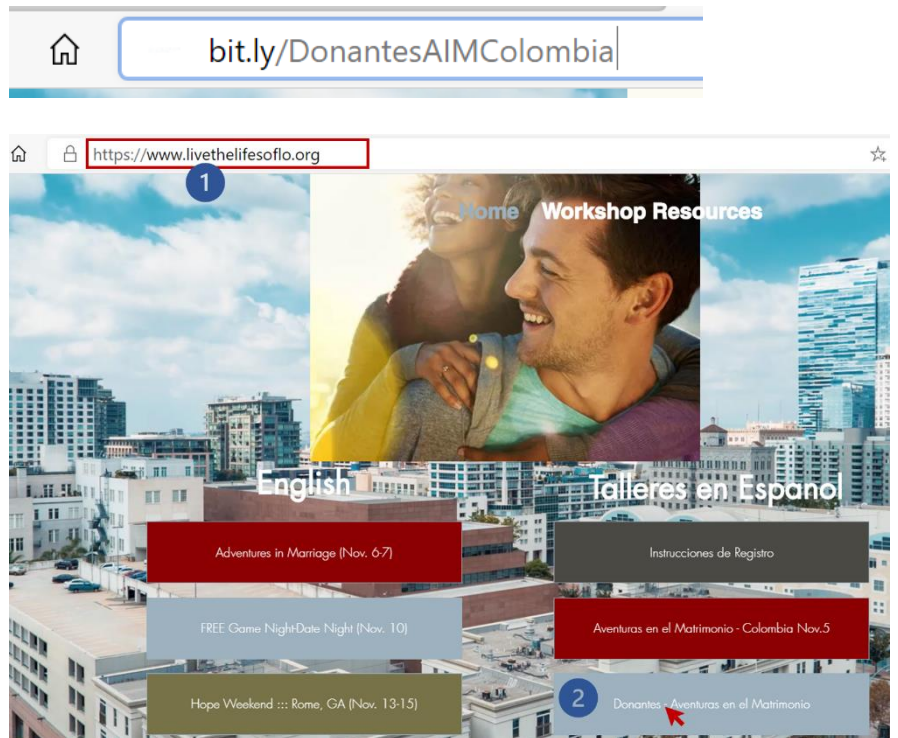 bit.ly/DonantesAIMColombia
https://www.livethelifesoflo.org
1
Home Workshop Resources
English
Talleres en Espanol
Adventures in Marriage (Nov. 6-7)
Instrucciones de Registro
FREE Game Night-Date Night (Nov. 10)
Aventuras en el Matrimonio - Colombia Nov.5
Hope Weekend ::: Rome, GA (Nov. 13-15)
2
Donantes - Aventuras en el Matrimonio